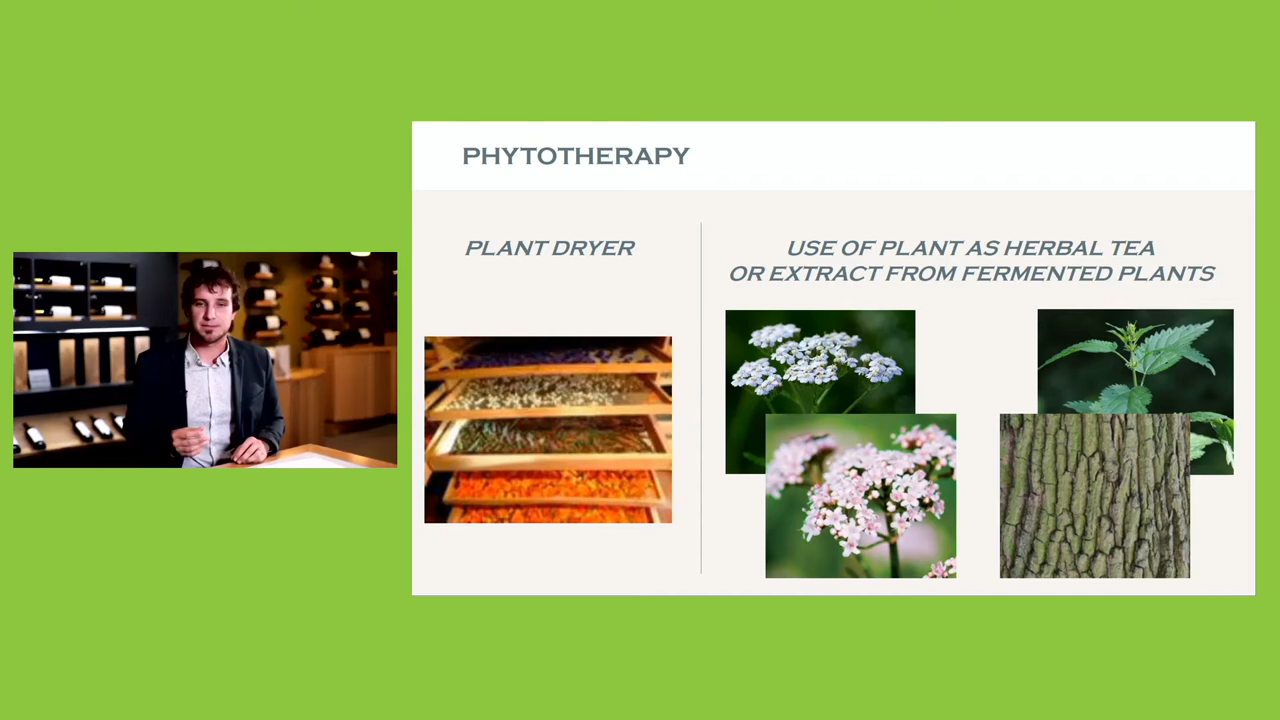 PHYTOTHERAPY
PLANT DRYER
USE OF PLANT AS HERBAL TEA
OR EXTRACT FROM FERMENTED PLANTS